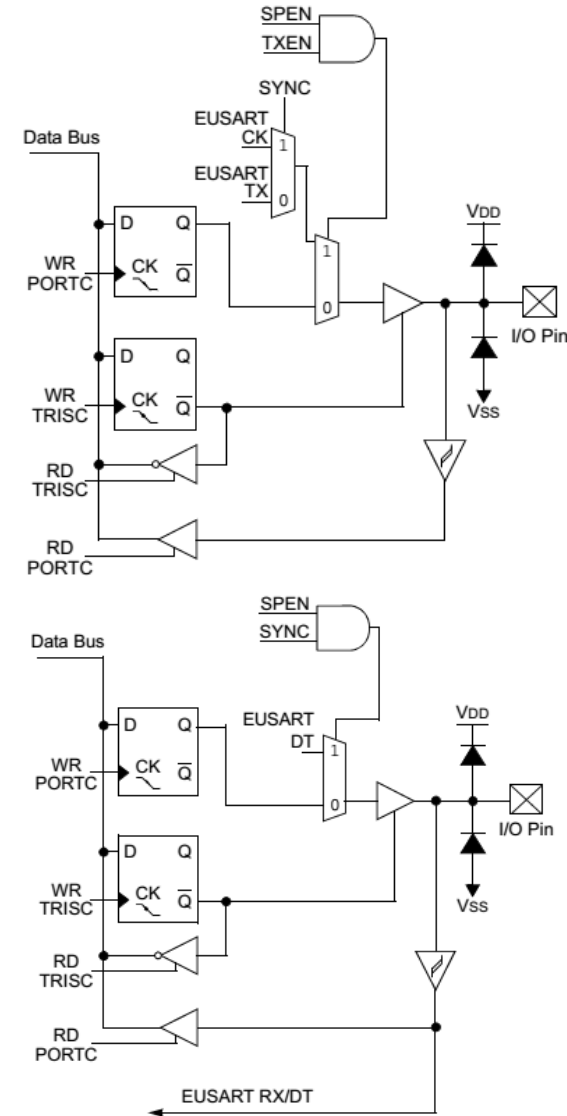 SPEN
TXEN
SYNC
EUSART
CK
1
Data Bus
EUSART
TX
0
D Q
1
VDD
WR
PORTC
CK Q̅
0
I/O Pin
D Q
WR
TRISC
CK Q̅
VSS
RD
TRISC
RD
PORTC
SPEN
SYNC
Data Bus
EUSART
DT
1
VDD
D Q
WR
PORTC
CK Q̅
0
I/O Pin
D Q
WR
TRISC
CK Q̅
VSS
RD
TRISC
RD
PORTC
EUSART RX/DT